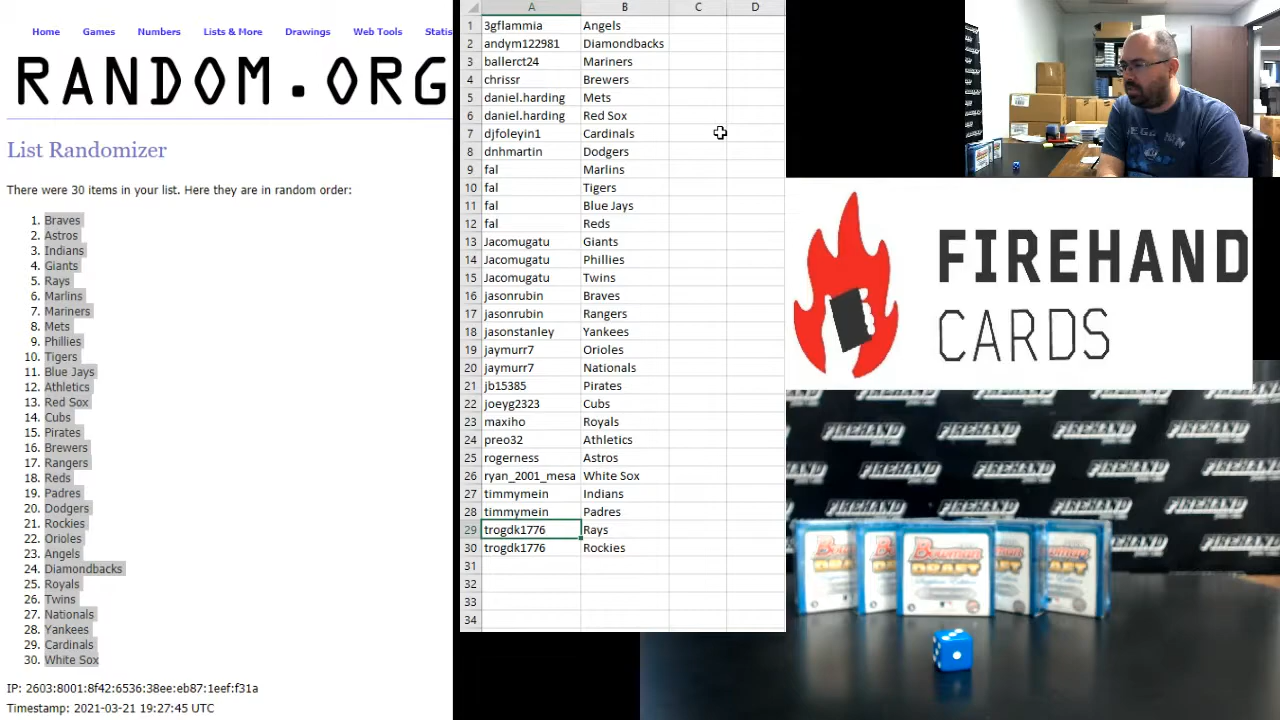 Home Games Numbers Lists & More Drawings Web Tools Statis
RANDOM.ORG
List Randomizer
There were 30 items in your list. Here they are in random order:
1. Braves
2. Astros
3. Indians
4. Giants
5. Rays
6. Marlins
7. Mariners
8. Mets
9. Phillies
10. Tigers
11. Blue Jays
12. Athletics
13. Red Sox
14. Cubs
15. Pirates
16. Brewers
17. Rangers
18. Reds
19. Padres
20. Dodgers
21. Rockies
22. Orioles
23. Angels
24. Diamondbacks
25. Royals
26. Twins
27. Nationals
28. Yankees
29. Cardinals
30. White Sox
IP: 2603:8001:8f42:6536:38ee:eb87:1eef:f31a
Timestamp: 2021-03-21 19:27:45 UTC
A B C D
1 3gflammia Angels
2 andym122981 Diamondbacks
3 ballerct24 Mariners
4 chrissr Brewers
5 daniel.harding Mets
6 daniel.harding Red Sox
7 djfoleyin1 Cardinals
8 dnhmartin Dodgers
9 fal Marlins
10 fal Tigers
11 fal Blue Jays
12 fal Reds
13 Jacomugatu Giants
14 Jacomugatu Phillies
15 Jacomugatu Twins
16 jasonrubin Braves
17 jasonrubin Rangers
18 jasonstanley Yankees
19 jaymurr7 Orioles
20 jaymurr7 Nationals
21 jb15385 Pirates
22 joeyg2323 Cubs
23 maxiho Royals
24 preo32 Athletics
25 rogerness Astros
26 ryan_2001_mesa White Sox
27 timmymein Indians
28 timmymein Padres
29 trogdk1776 Rays
30 trogdk1776 Rockies
31
32
33
34
FIREHAND
CARDS
FIREHAND FIREHAND FIREHAND
FIREHAND FIREHAND
Bowman
DRAFT